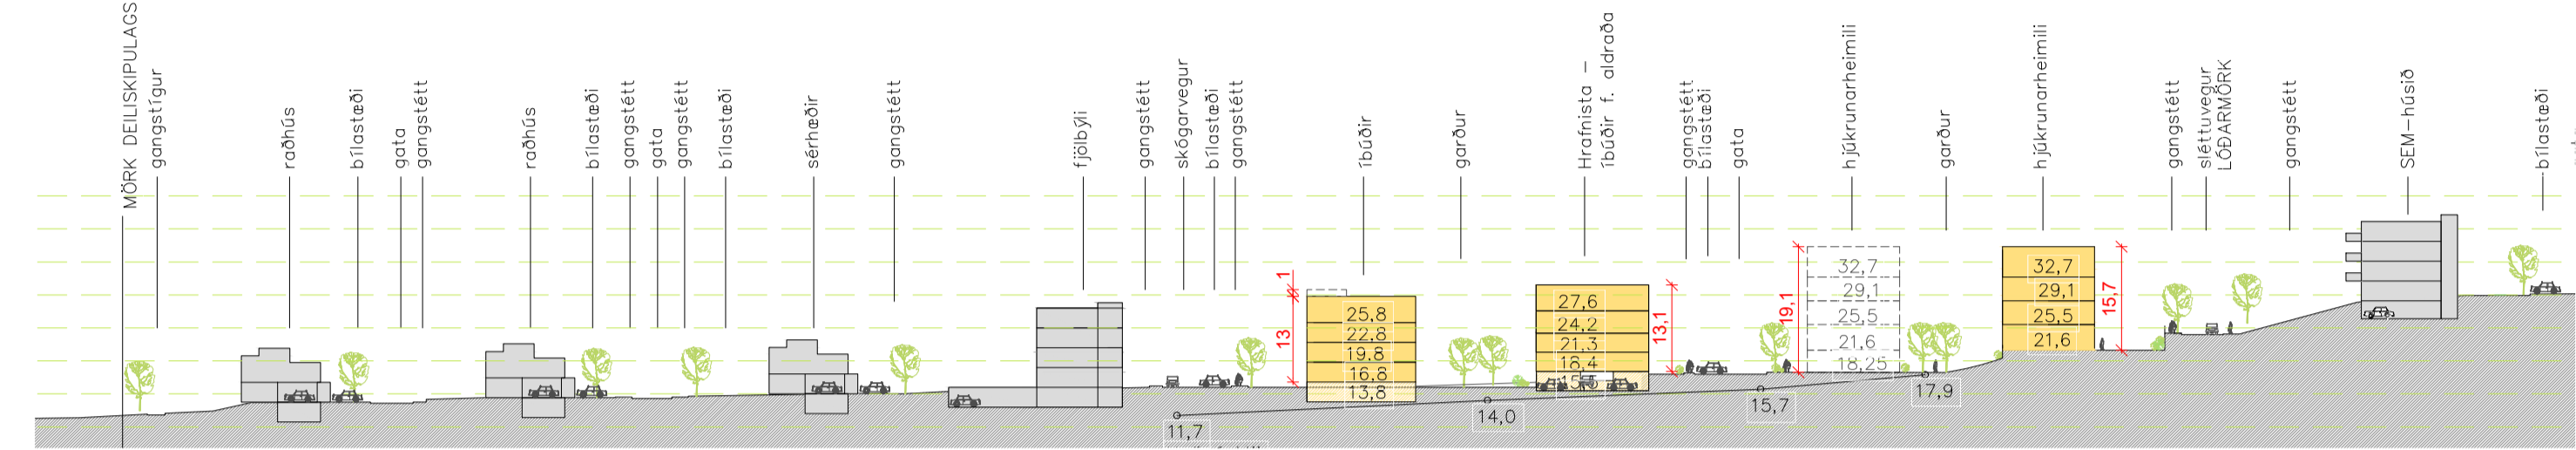 MÖRK DEILISKIPULAGS
gangstígur
raðhús
bílastæði
gata
gangstétt
raðhús
bílastæði
gangstétt
gata
gangstétt
bílastæði
sérhæðir
gangstétt
fjölbýli
gangstétt
skógarvegur
bílastæði
gangstétt
íbúðir
garður
Hrafnista –
íbúðir f. aldraða
gangstétt
bílastæði
gata
hjúkrunarheimili
garður
hjúkrunarheimili
gangstétt
sléttuvegur
LÓÐARMÖRK
gangstétt
SEM-húsið
bílastæði
1
13
25,8
22,8
19,8
16,8
13,8
27,6
24,2
21,3
18,4
13,1
19,1
32,7
29,1
25,5
21,6
18,25
32,7
29,1
25,5
21,6
15,7
11,7
14,0
15,7
17,9